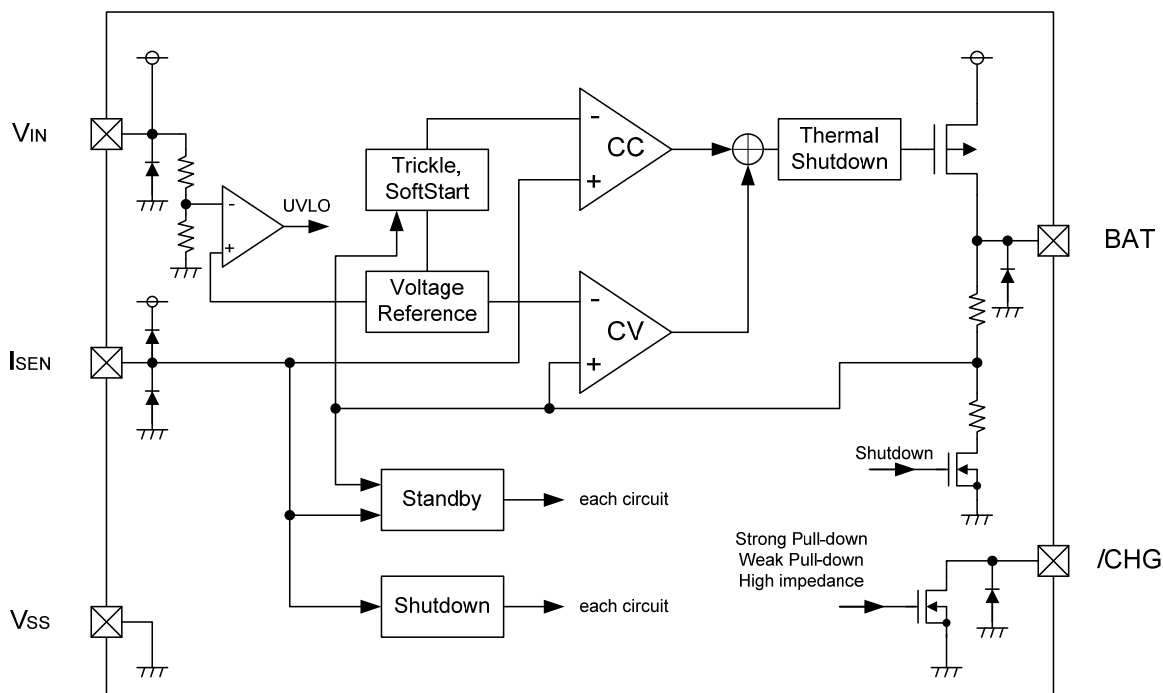 VIN
UVLO
-
+
Trickle,
SoftStart
-
CC
+
Thermal
Shutdown
BAT
Voltage
Reference
-
CV
+
ISEN
Shutdown
Standby
each circuit
Strong Pull-down
Weak Pull-down
High impedance
/CHG
Shutdown
each circuit
VSS